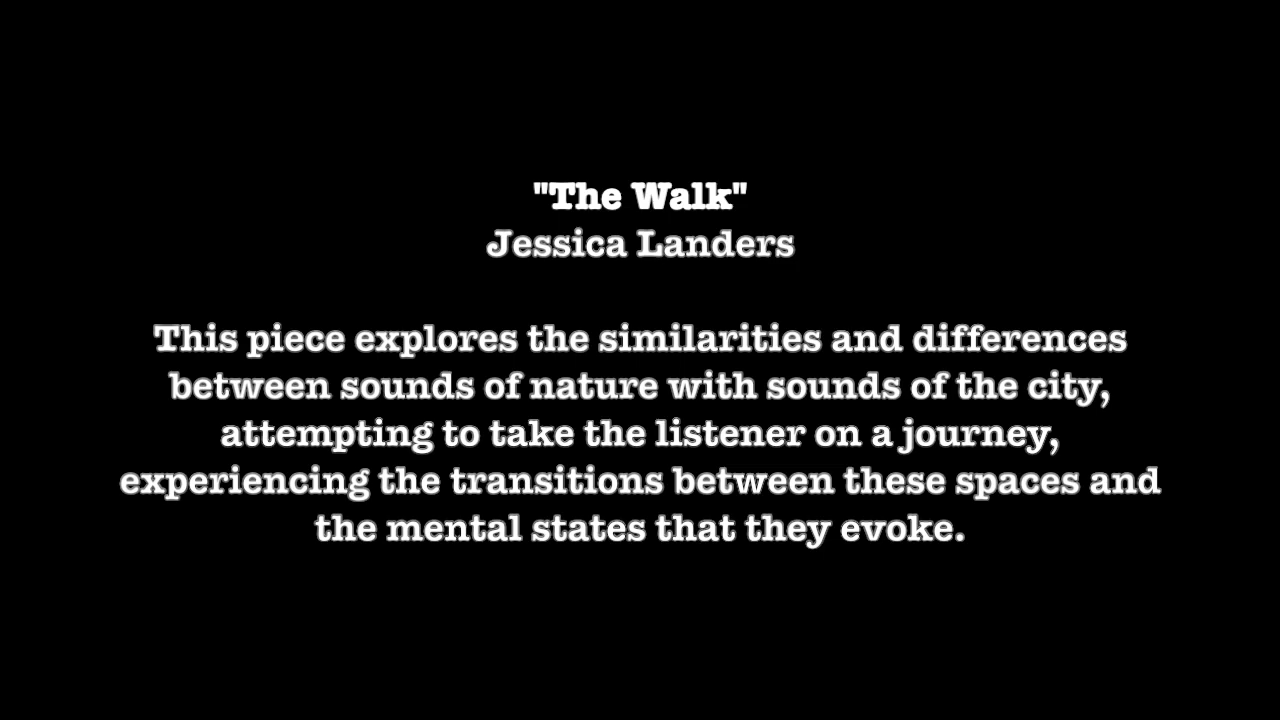 "The Walk"
Jessica Landers
This piece explores the similarities and differences
between sounds of nature with sounds of the city,
attempting to take the listener on a journey,
experiencing the transitions between these spaces and
the mental states that they evoke.